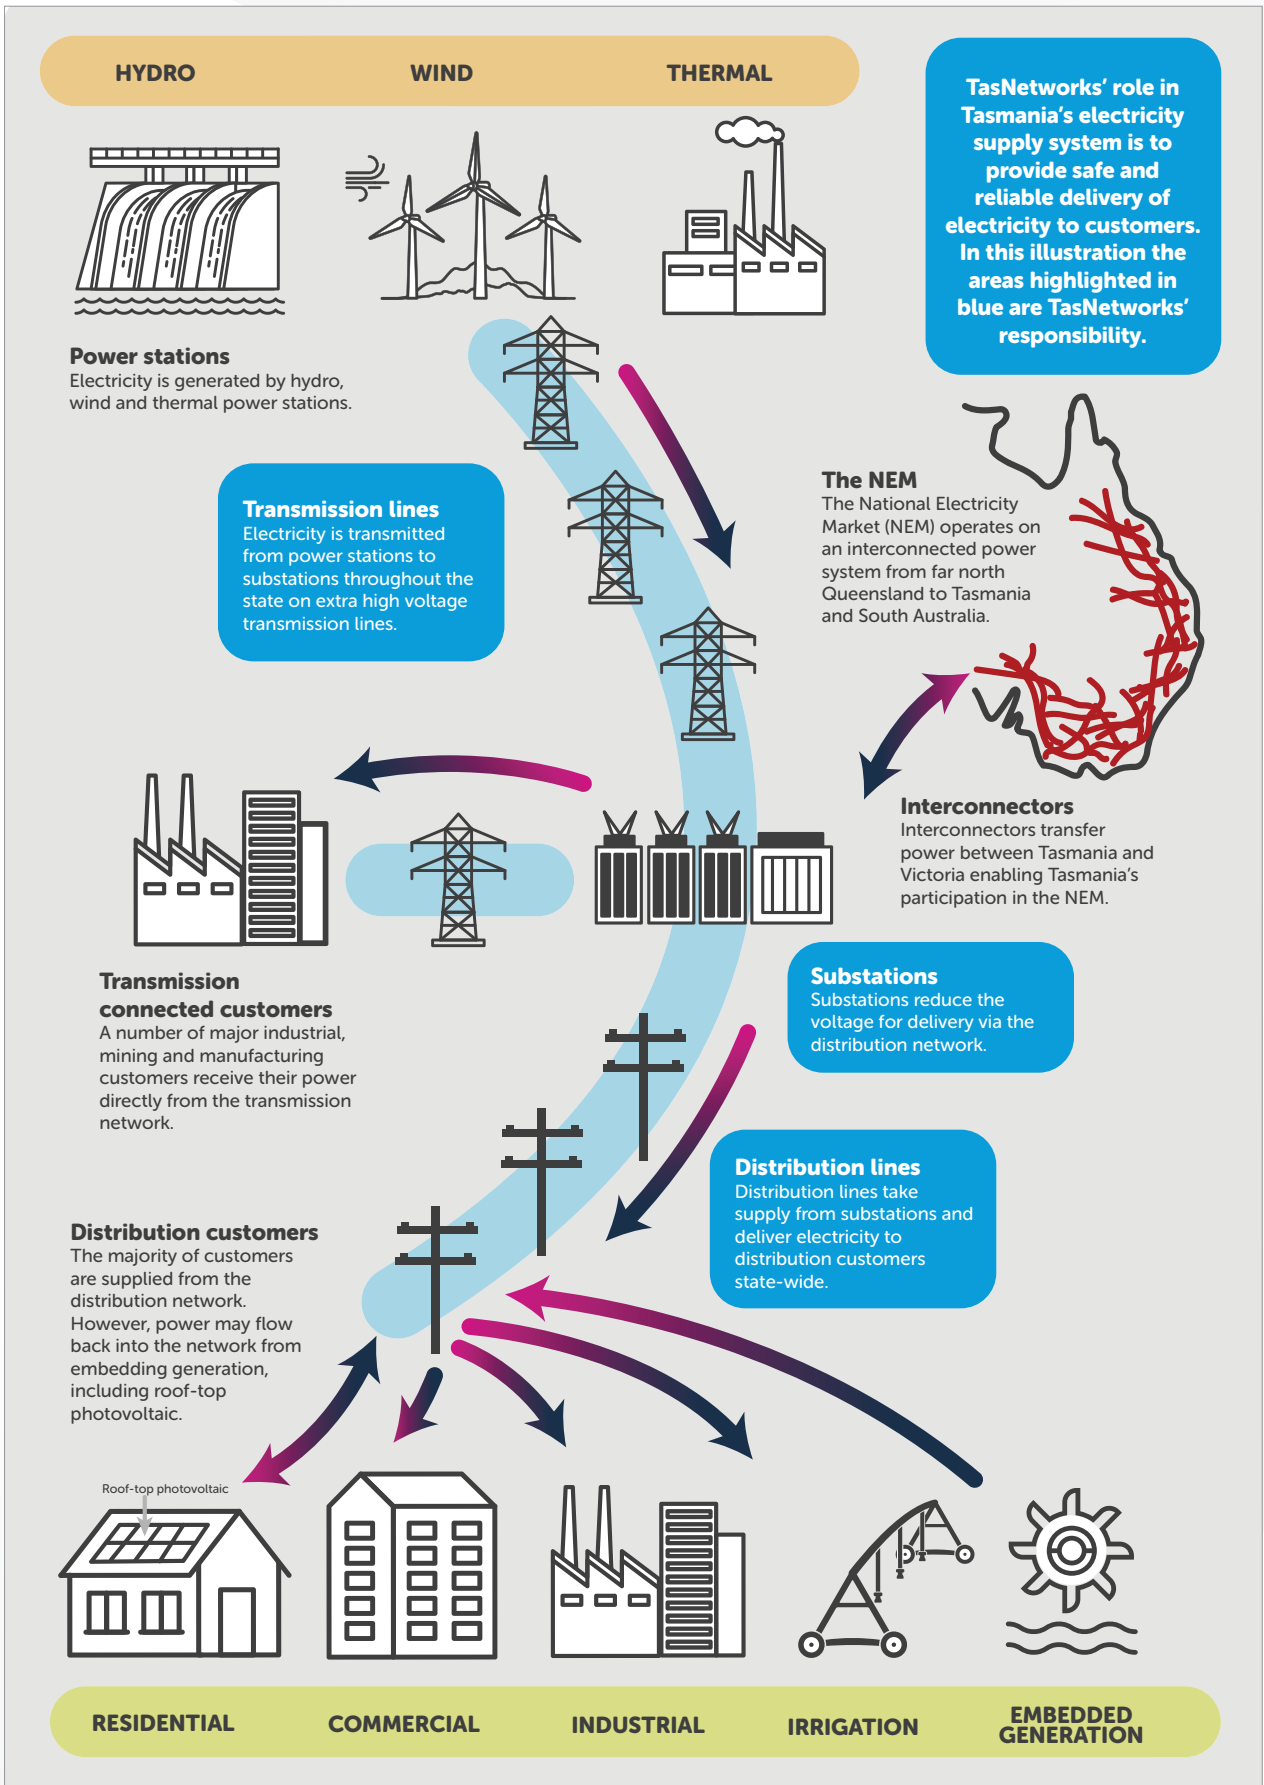 HYDRO
WIND
THERMAL
TasNetworks’ role in
Tasmania’s electricity
supply system is to
provide safe and
reliable delivery of
electricity to customers.
In this illustration the
areas highlighted in
blue are TasNetworks’
responsibility.
Power stations
Electricity is generated by hydro,
wind and thermal power stations.
Transmission lines
Electricity is transmitted
from power stations to
substations throughout the
state on extra high voltage
transmission lines.
The NEM
The National Electricity
Market (NEM) operates on
an interconnected power
system from far north
Queensland to Tasmania
and South Australia.
Interconnectors
Interconnectors transfer
power between Tasmania and
Victoria enabling Tasmania’s
participation in the NEM.
Transmission
connected customers
A number of major industrial,
mining and manufacturing
customers receive their power
directly from the transmission
network.
Substations
Substations reduce the
voltage for delivery via the
distribution network.
Distribution lines
Distribution lines take
supply from substations and
deliver electricity to
distribution customers
state-wide.
Distribution customers
The majority of customers
are supplied from the
distribution network.
However, power may flow
back into the network from
embedding generation,
including roof-top
photovoltaic.
Roof-top photovoltaic
RESIDENTIAL
COMMERCIAL
INDUSTRIAL
IRRIGATION
EMBEDDED
GENERATION